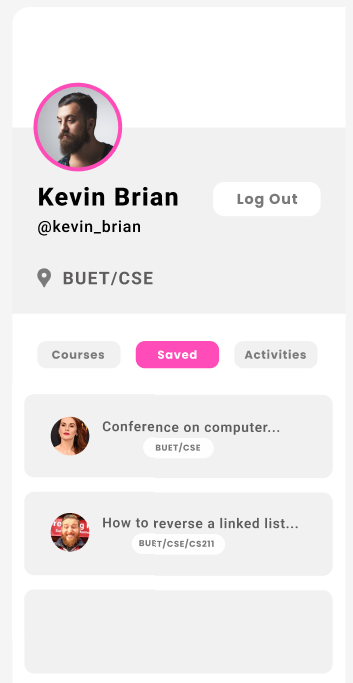 Kevin Brian
Log Out
@kevin_brian
BUET/CSE
Courses
Saved
Activities
Conference on computer...
BUET/CSE
How to reverse a linked list...
BUET/CSE/CS211